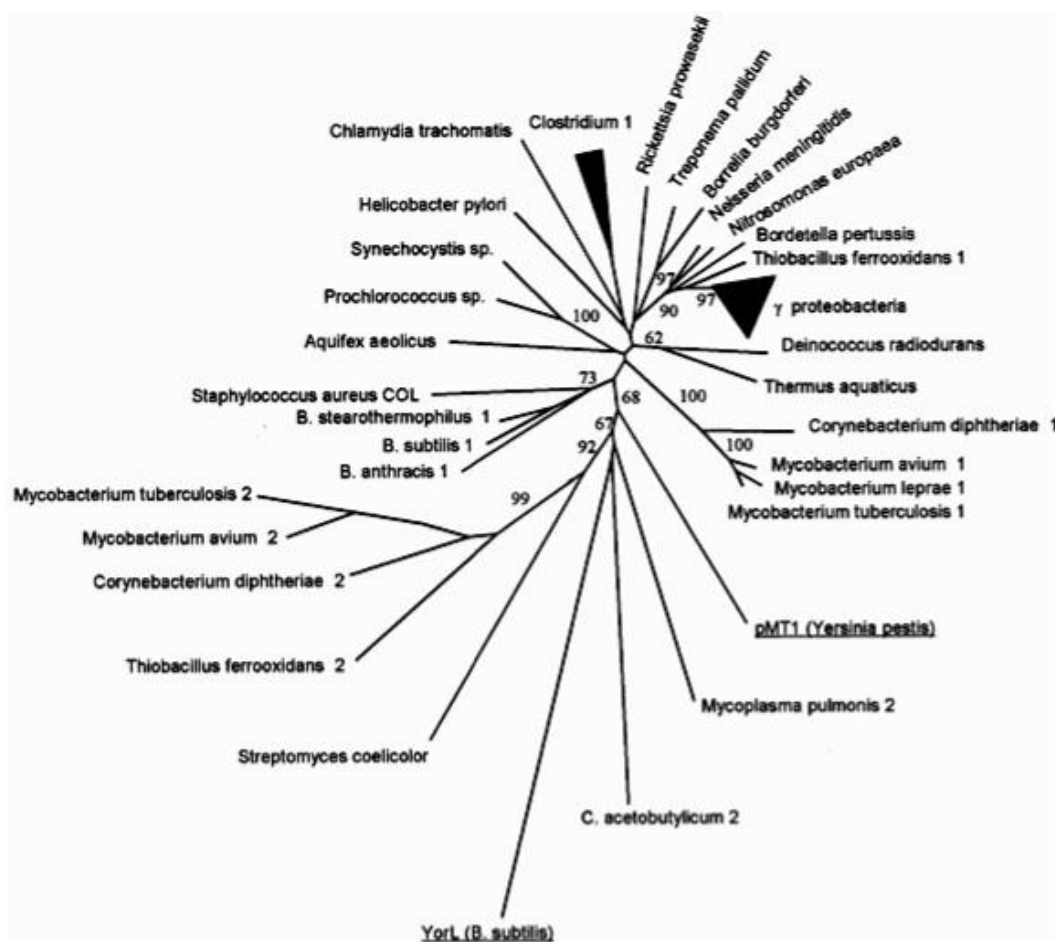 Rickettsia prowasekii
Treponema pallidum
Clostridium 1
Borrelia burgdorferi
Chlamydia trachomatis
Neisseria meningitidis
Nitrosomonas europaea
Helicobacter pylori
Bordetella pertussis
Synechocystis sp.
Thiobacillus ferrooxidans 1
97
97
Prochlorococcus sp.
γ proteobacteria
100
90
Aquifex aeolicus
62
Deinococcus radiodurans
73
Thermus aquaticus
Staphylococcus aureus COL
68
100
B. stearothermophilus 1
67
Corynebacterium diphtheriae 1
B. subtilis 1
92
100
B. anthracis 1
Mycobacterium avium 1
Mycobacterium leprae 1
Mycobacterium tuberculosis 2
99
Mycobacterium tuberculosis 1
Mycobacterium avium 2
Corynebacterium diphtheriae 2
pMT1 (Yersinia pestis)
Thiobacillus ferrooxidans 2
Mycoplasma pulmonis 2
Streptomyces coelicolor
C. acetobutylicum 2
YorL (B. subtilis)